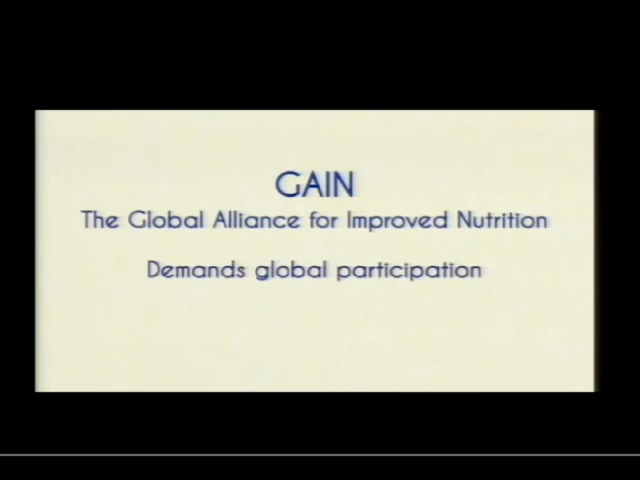 GAIN
The Global Alliance for Improved Nutrition
Demands global participation